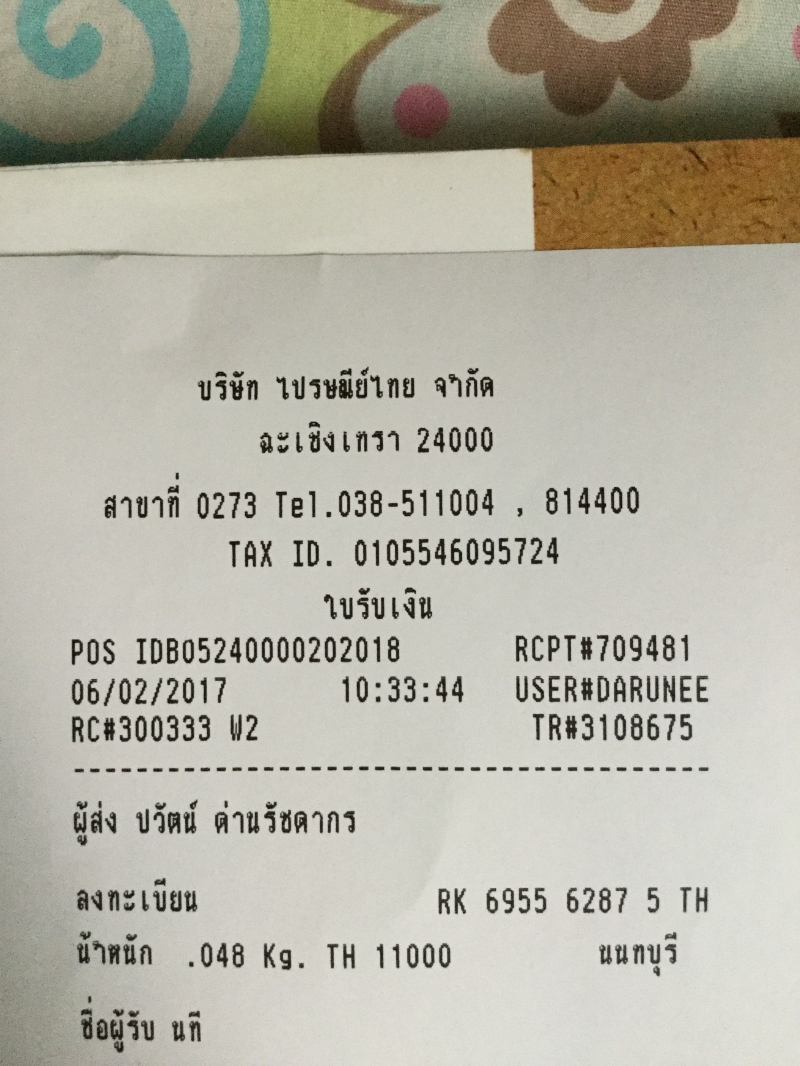 บริษัท ไปรษณีย์ไทย จำกัด
ฉะเชิงเทรา 24000
สาขาที่ 0273 Tel.038-511004 , 814400
TAX ID. 0105546095724
ใบรับเงิน
POS IDB05240000202018 RCPT#709481
06/02/2017 10:33:44 USER#DARUNEE
RC#300333 W2 TR#3108675
ผู้ส่ง ปวัตน์ ด่านรัชดากร
ลงทะเบียน RK 6955 6287 5 TH
น้ำหนัก .048 Kg. TH 11000 นนทบุรี
ชื่อผู้รับ นที